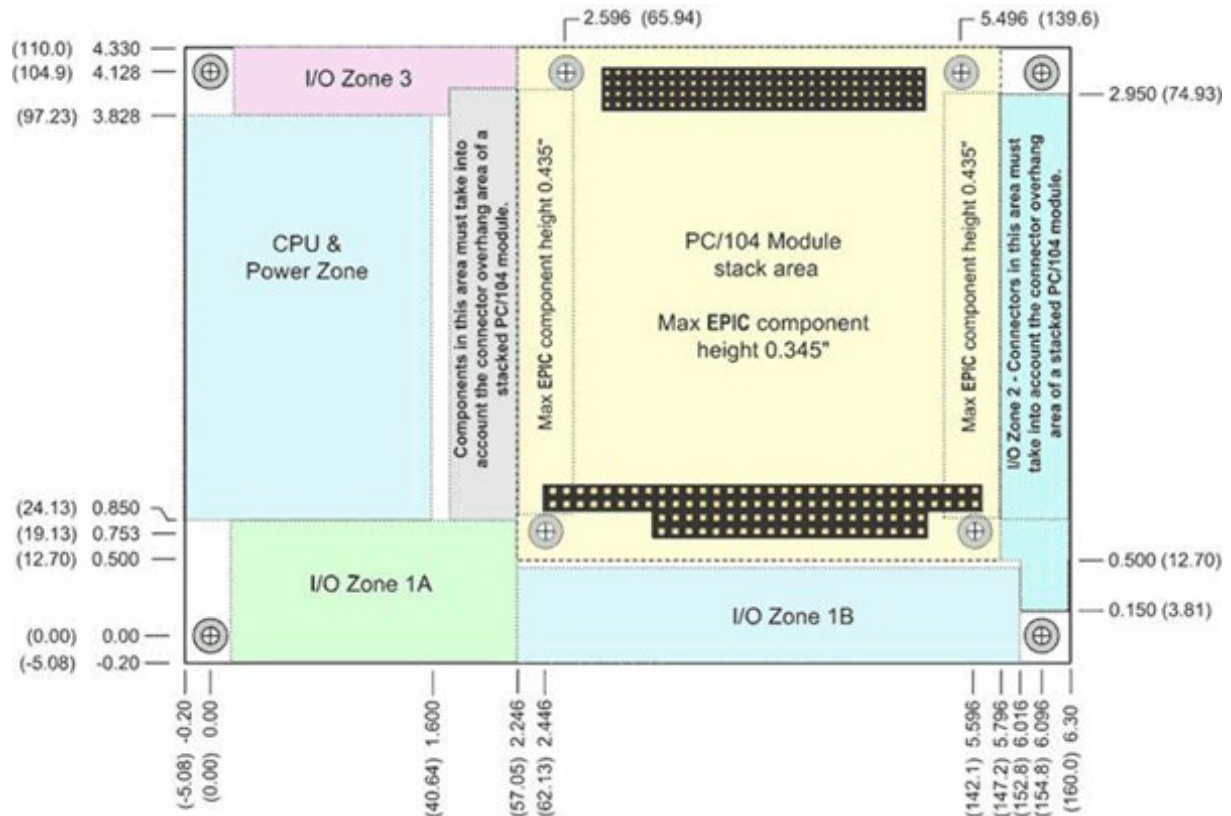 2.596 (65.94)
5.496 (139.6)
(110.0) 4.330
(104.9) 4.128
(97.23) 3.828
I/O Zone 3
2.950 (74.93)
CPU &
Power Zone
Components in this area must take into
account the connector overhang area of a
stacked PC/104 module.
Max EPIC component height 0.435"
PC/104 Module
stack area
Max EPIC component
height 0.345"
Max EPIC component height 0.435"
I/O Zone 2 - Connectors in this area must
take into account the connector overhang
area of a stacked PC/104 module.
(24.13) 0.850
(19.13) 0.753
(12.70) 0.500
I/O Zone 1A
0.500 (12.70)
I/O Zone 1B
0.150 (3.81)
(0.00) 0.00
(-5.08) -0.20
(-5.08) -0.20
(0.00) 0.00
(40.64) 1.600
(57.05) 2.246
(62.13) 2.446
(142.1) 5.596
(147.2) 5.796
(152.8) 6.016
(154.8) 6.096
(160.0) 6.30